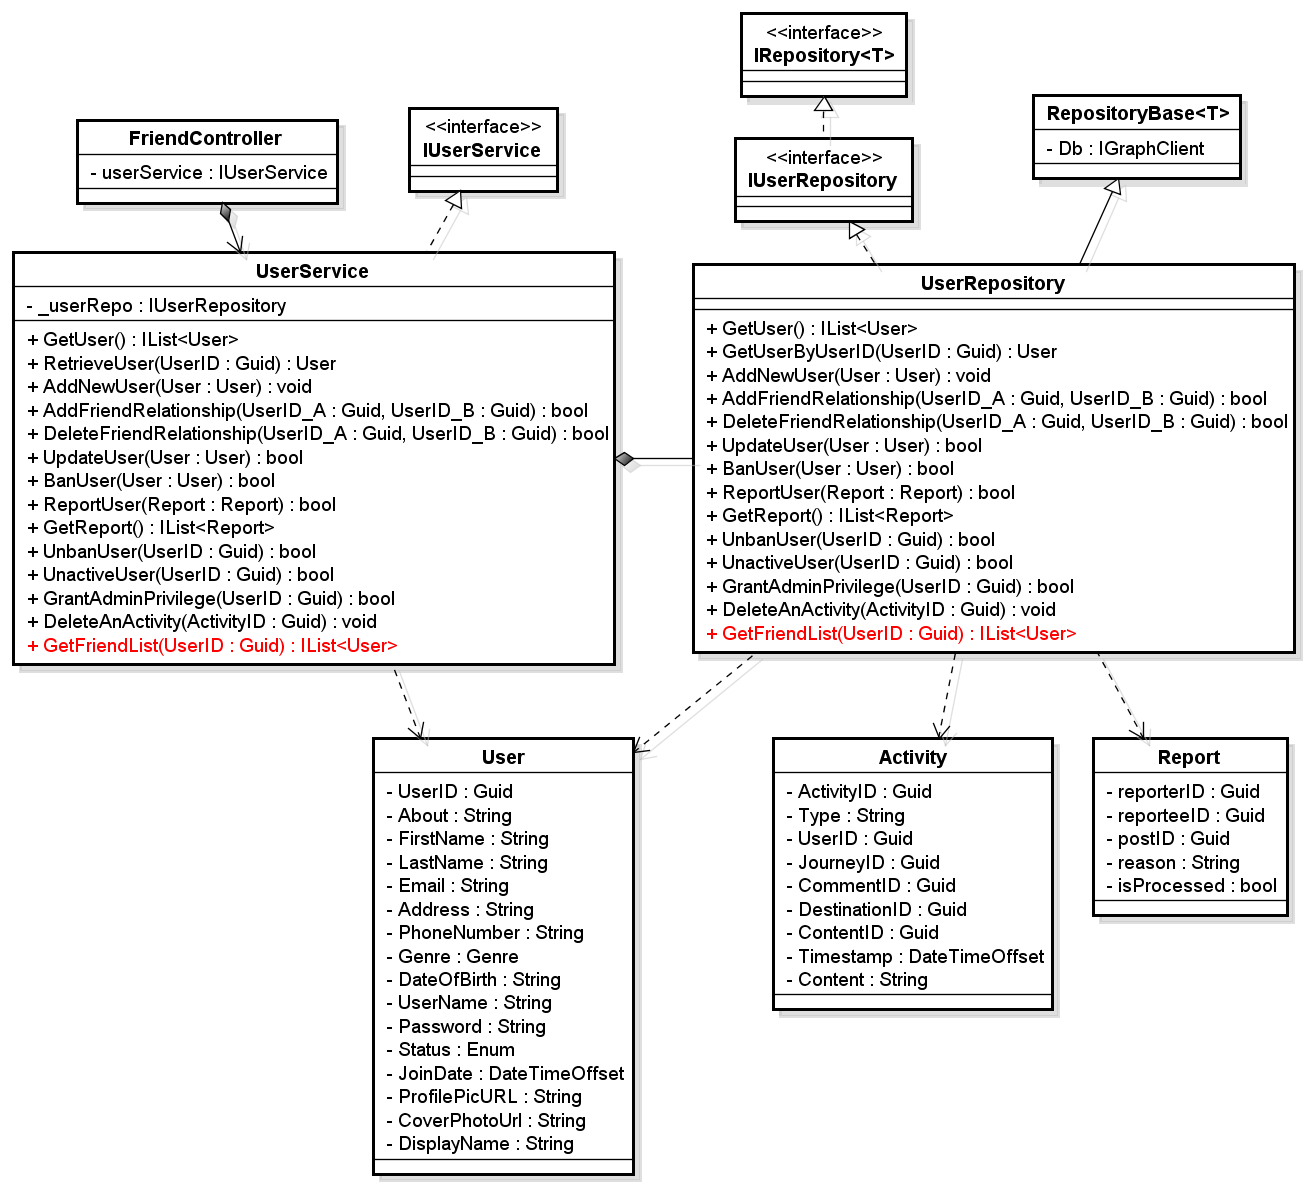 <<interface>>
IRepository<T>
FriendController
- userService : IUserService
<<interface>>
IUserService
<<interface>>
IUserRepository
RepositoryBase<T>
- Db : IGraphClient
UserService
- _userRepo : IUserRepository
+ GetUser() : IList<User>
+ RetrieveUser(UserID : Guid) : User
+ AddNewUser(User : User) : void
+ AddFriendRelationship(UserID_A : Guid, UserID_B : Guid) : bool
+ DeleteFriendRelationship(UserID_A : Guid, UserID_B : Guid) : bool
+ UpdateUser(User : User) : bool
+ BanUser(User : User) : bool
+ ReportUser(Report : Report) : bool
+ GetReport() : IList<Report>
+ UnbanUser(UserID : Guid) : bool
+ UnactiveUser(UserID : Guid) : bool
+ GrantAdminPrivilege(UserID : Guid) : bool
+ DeleteAnActivity(ActivityID : Guid) : void
+ GetFriendList(UserID : Guid) : IList<User>
UserRepository
+ GetUser() : IList<User>
+ GetUserByUserID(UserID : Guid) : User
+ AddNewUser(User : User) : void
+ AddFriendRelationship(UserID_A : Guid, UserID_B : Guid) : bool
+ DeleteFriendRelationship(UserID_A : Guid, UserID_B : Guid) : bool
+ UpdateUser(User : User) : bool
+ BanUser(User : User) : bool
+ ReportUser(Report : Report) : bool
+ GetReport() : IList<Report>
+ UnbanUser(UserID : Guid) : bool
+ UnactiveUser(UserID : Guid) : bool
+ GrantAdminPrivilege(UserID : Guid) : bool
+ DeleteAnActivity(ActivityID : Guid) : void
+ GetFriendList(UserID : Guid) : IList<User>
User
- UserID : Guid
- About : String
- FirstName : String
- LastName : String
- Email : String
- Address : String
- PhoneNumber : String
- Genre : Genre
- DateOfBirth : String
- UserName : String
- Password : String
- Status : Enum
- JoinDate : DateTimeOffset
- ProfilePicURL : String
- CoverPhotoUrl : String
- DisplayName : String
Activity
- ActivityID : Guid
- Type : String
- UserID : Guid
- JourneyID : Guid
- CommentID : Guid
- DestinationID : Guid
- ContentID : Guid
- Timestamp : DateTimeOffset
- Content : String
Report
- reporterID : Guid
- reporteeID : Guid
- postID : Guid
- reason : String
- isProcessed : bool